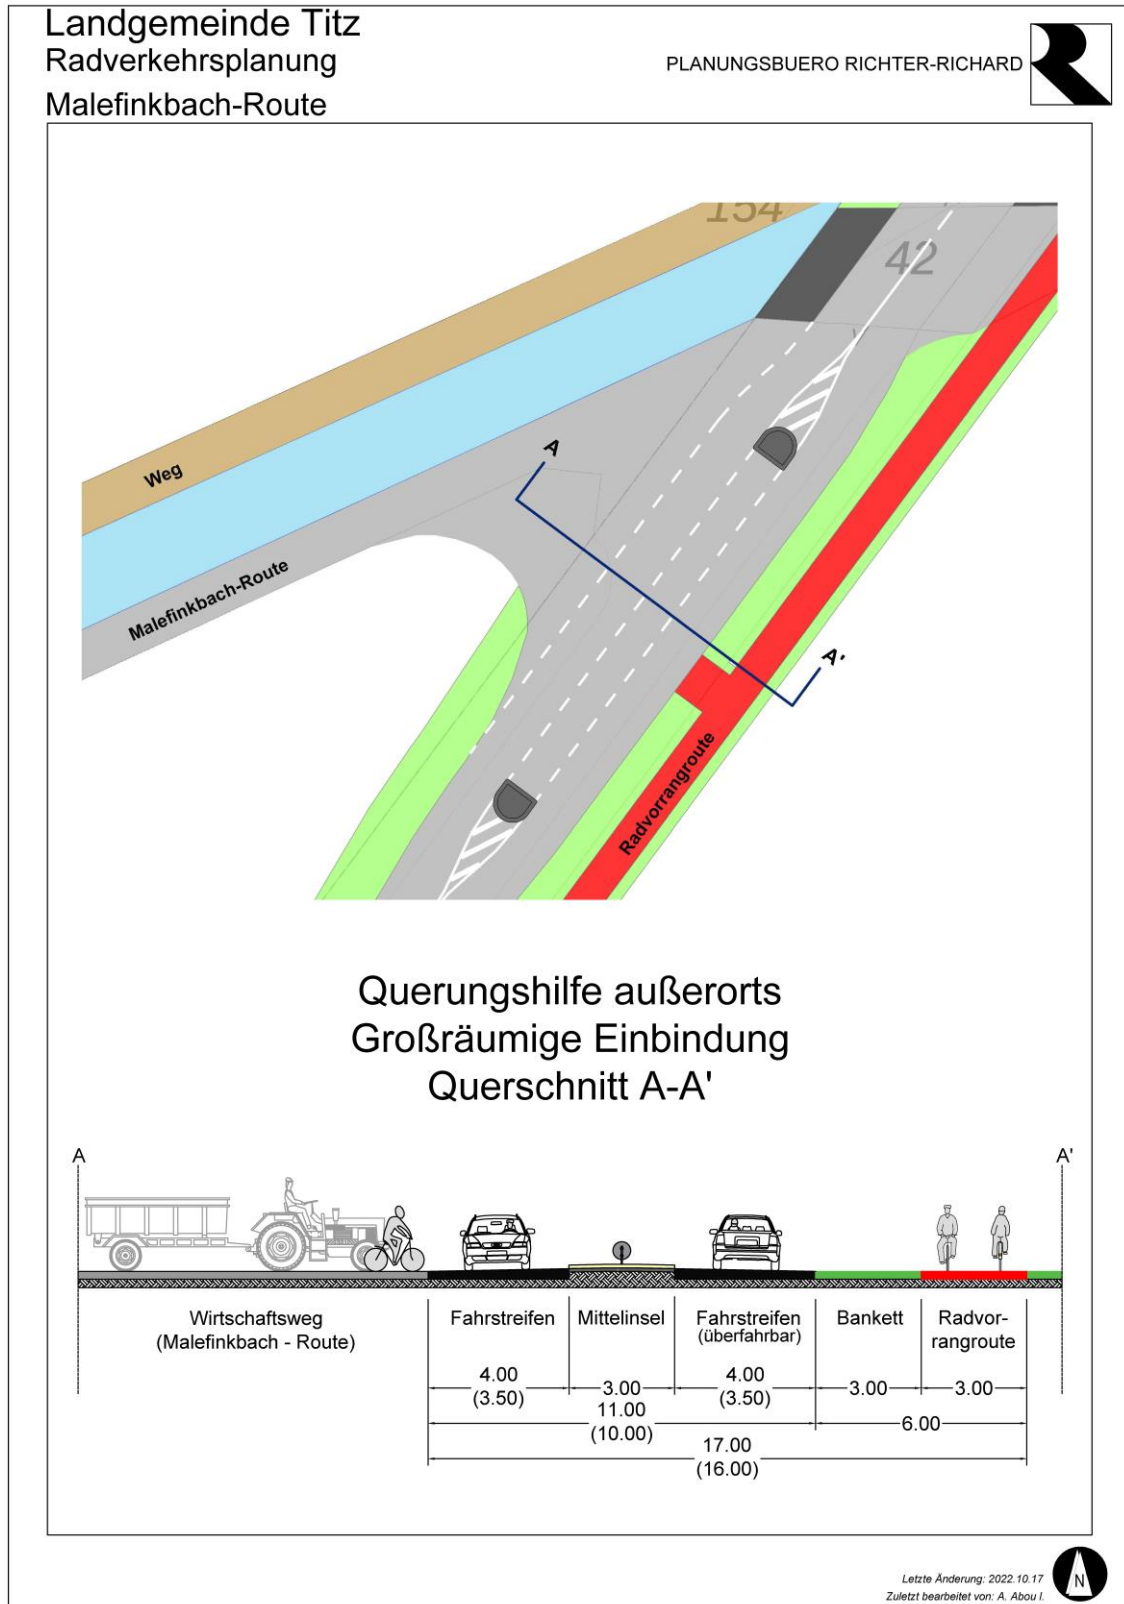 Landgemeinde Titz
Radverkehrsplanung
Malefinkbach-Route
PLANUNGSBUERO RICHTER-RICHARD
154
42
Weg
A
Malefinkbach-Route
A'
Radvorrangroute
Querungshilfe außerorts
Großräumige Einbindung
Querschnitt A-A'
A
A'
Wirtschaftsweg
(Malefinkbach - Route)
Fahrstreifen
Mittelinsel
Fahrstreifen
(überfahrbar)
Bankett
Radvor-
rangroute
4.00
(3.50)
3.00
4.00
(3.50)
3.00
3.00
11.00
(10.00)
6.00
17.00
(16.00)
Letzte Änderung: 2022.10.17
Zuletzt bearbeitet von: A. Abou I.
N